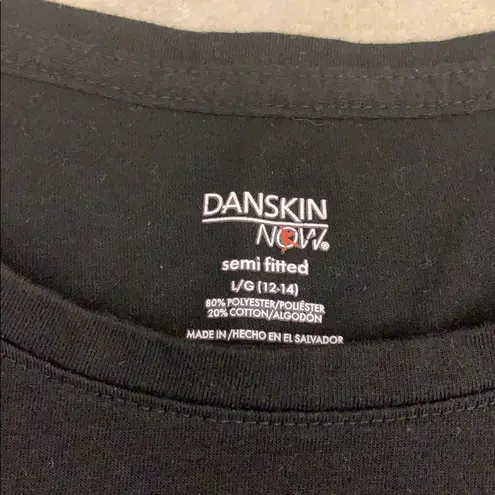 DANSKIN
NOW®
semi fitted
L/G (12-14)
80% POLYESTER/POLIÉSTER
20% COTTON/ALGODÓN
MADE IN/HECHO EN EL SALVADOR